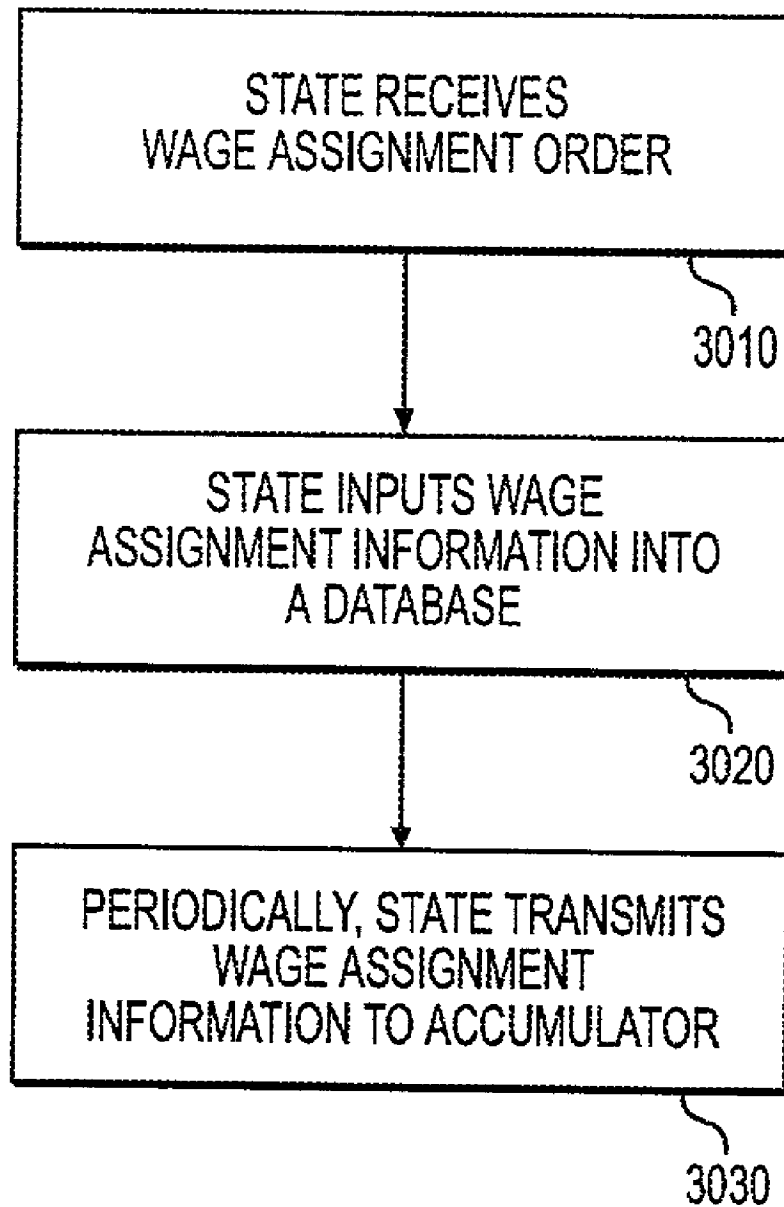 STATE RECEIVES
WAGE ASSIGNMENT ORDER
3010
STATE INPUTS WAGE
ASSIGNMENT INFORMATION INTO
A DATABASE
3020
PERIODICALLY, STATE TRANSMITS
WAGE ASSIGNMENT
INFORMATION TO ACCUMULATOR
3030